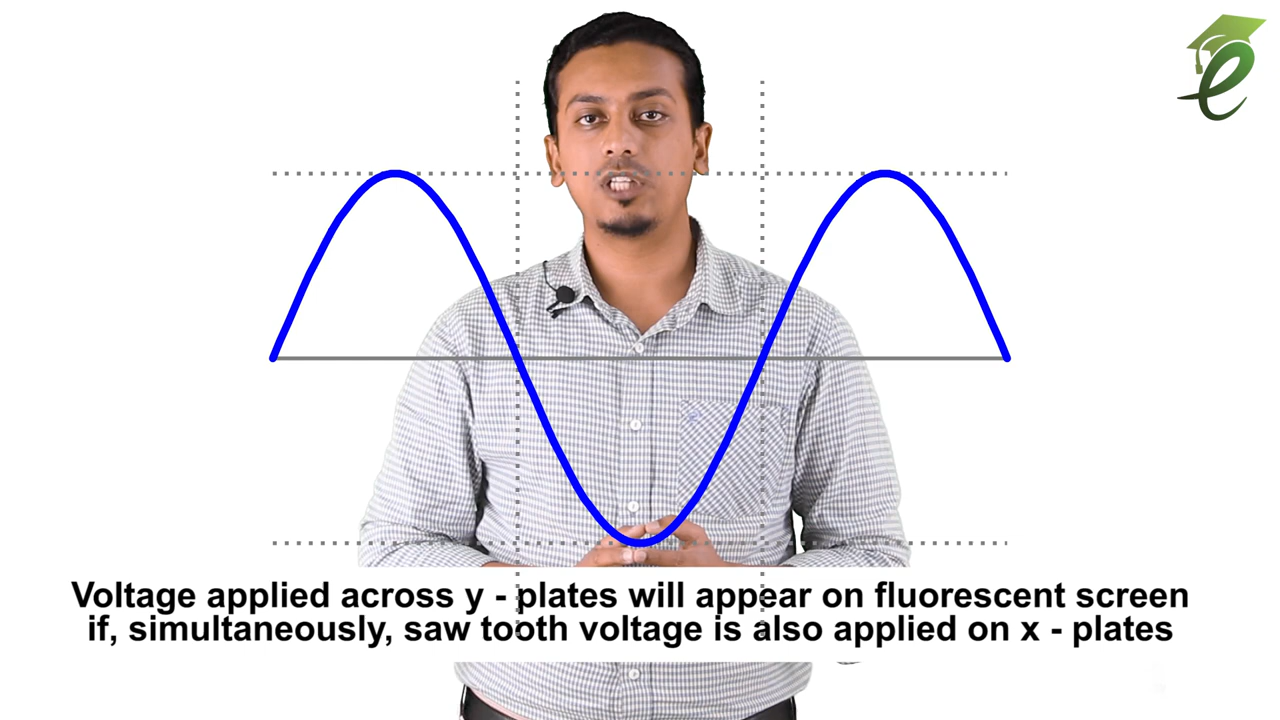 Voltage applied across y - plates will appear on fluorescent screen
if, simultaneously, saw tooth voltage is also applied on x - plates